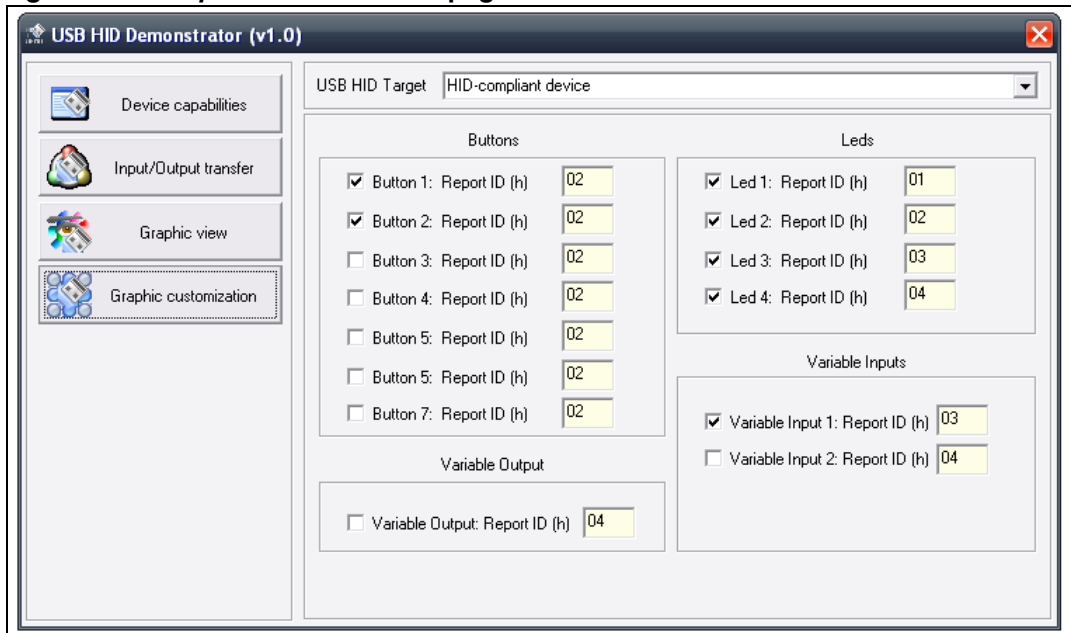 USB HID Demonstrator (v1.0)
Device capabilities
Input/Output transfer
Graphic view
Graphic customization
USB HID Target HID-compliant device
Buttons
Button 1: Report ID (h) 02
Button 2: Report ID (h) 02
Button 3: Report ID (h) 02
Button 4: Report ID (h) 02
Button 5: Report ID (h) 02
Button 5: Report ID (h) 02
Button 7: Report ID (h) 02
Variable Output
Variable Output: Report ID (h) 04
Leds
Led 1: Report ID (h) 01
Led 2: Report ID (h) 02
Led 3: Report ID (h) 03
Led 4: Report ID (h) 04
Variable Inputs
Variable Input 1: Report ID (h) 03
Variable Input 2: Report ID (h) 04